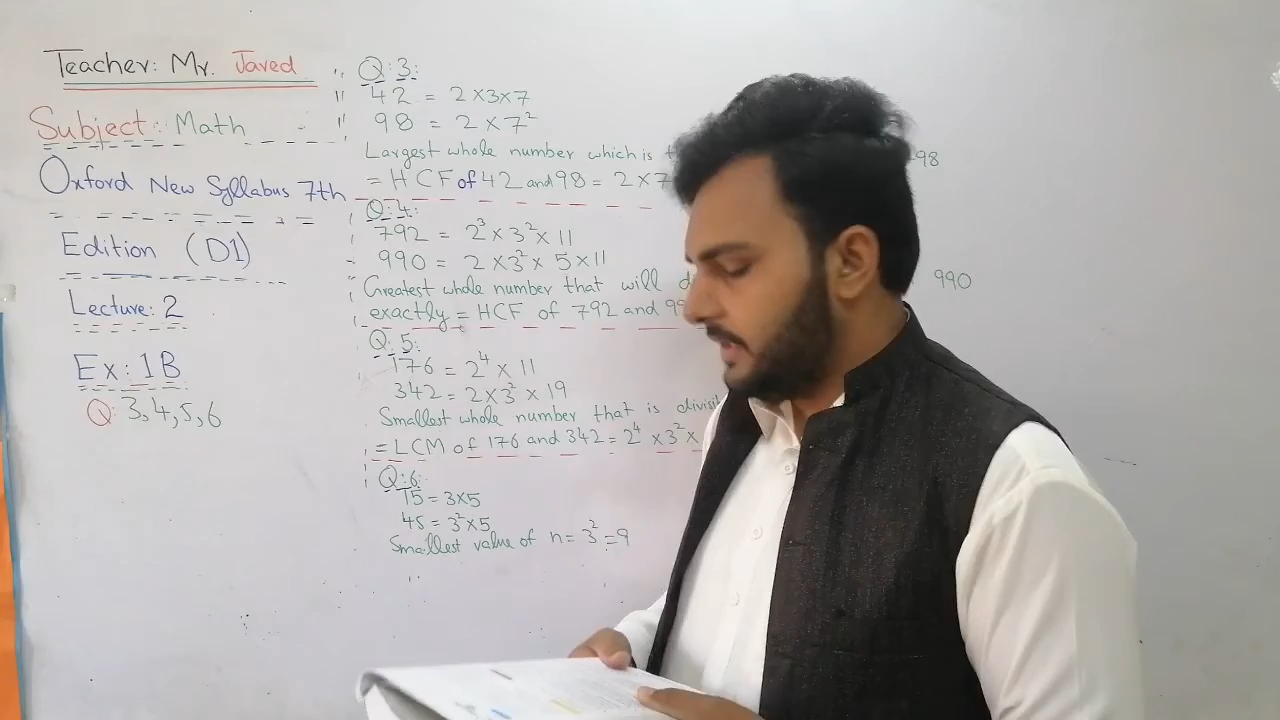 Teacher: Mr. Javed
Subject: Math
Oxford New Syllabus 7th
Edition (D1)
Lecture: 2
Ex: 1B
Q: 3,4,5,6
Q:3:
42 = 2×3×7
98 = 2×7²
Largest whole number which is 98
= HCF of 42 and 98 = 2×7
Q:4:
792 = 2³×3²×11
990 = 2×3²×5×11
Greatest whole number that will 990
exactly = HCF of 792 and
Q:5:
176 = 2⁴×11
342 = 2×3²×19
Smallest whole number that is
= LCM of 176 and 342 = 2⁴×3²×
Q:6:
15 = 3×5
45 = 3²×5
Smallest value of n = 3² = 9